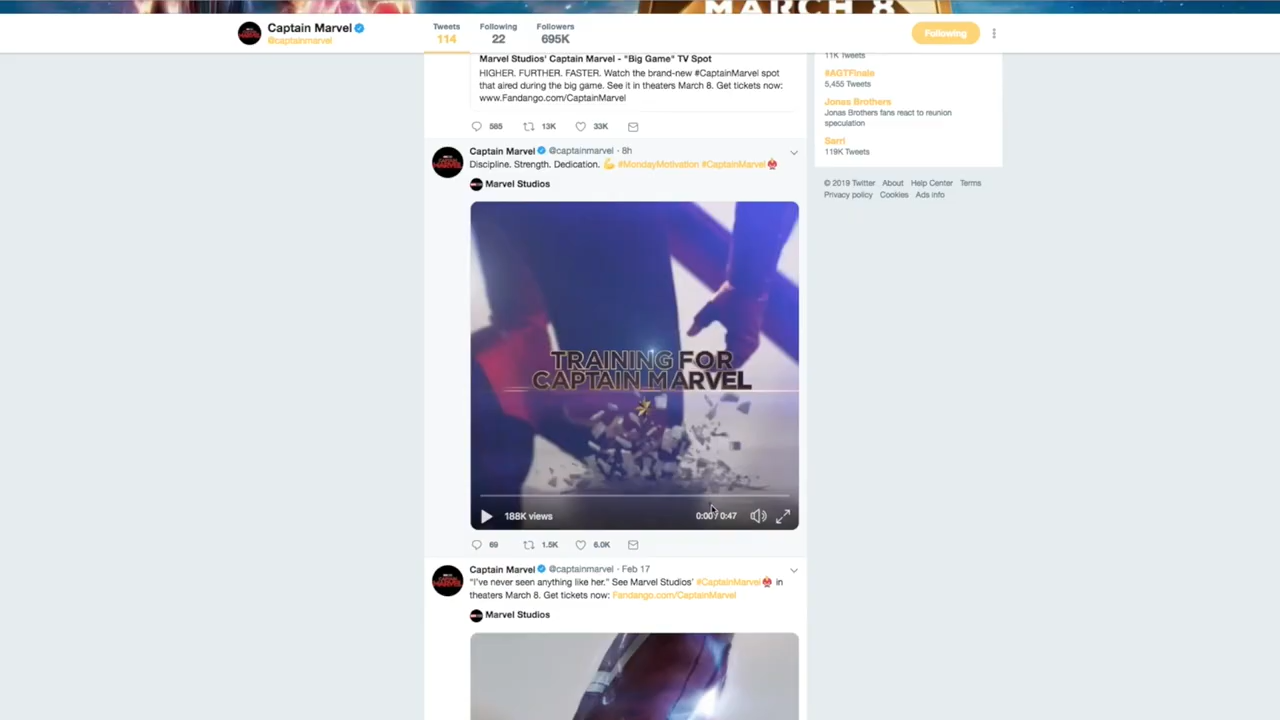 MARCH 8
Captain Marvel
@captainmarvel
Tweets
114
Following
22
Followers
695K
Following
Marvel Studios' Captain Marvel - "Big Game" TV Spot
HIGHER. FURTHER. FASTER. Watch the brand-new #CaptainMarvel spot
that aired during the big game. See it in theaters March 8. Get tickets now:
www.Fandango.com/CaptainMarvel
585
13K
33K
Captain Marvel @captainmarvel · 8h
Discipline. Strength. Dedication. 💪 #MondayMotivation #CaptainMarvel
Marvel Studios
TRAINING FOR
CAPTAIN MARVEL
188K views
0:00 / 0:47
69
1.5K
6.0K
Captain Marvel @captainmarvel · Feb 17
"I've never seen anything like her." See Marvel Studios' #CaptainMarvel in
theaters March 8. Get tickets now: Fandango.com/CaptainMarvel
Marvel Studios
11K Tweets
#AGTFinale
5,455 Tweets
Jonas Brothers
Jonas Brothers fans react to reunion
speculation
Sarri
119K Tweets
© 2019 Twitter About Help Center Terms
Privacy policy Cookies Ads info